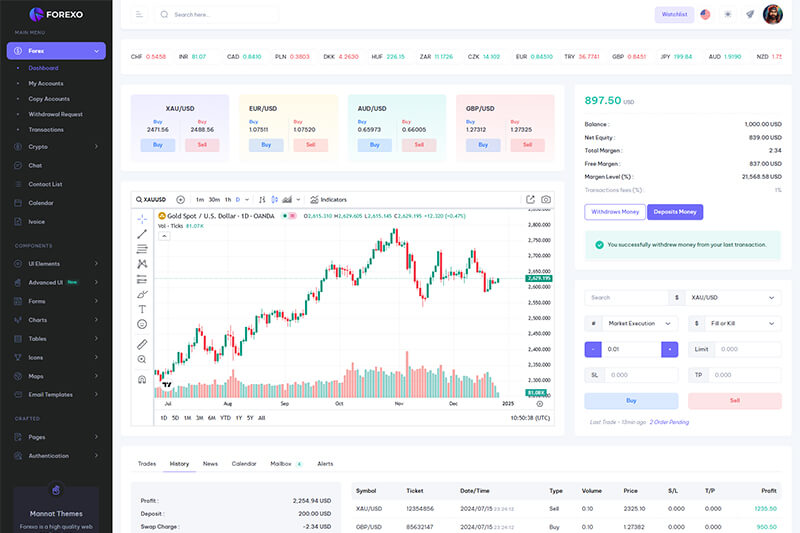 FOREXO
MAIN MENU
Forex
Dashboard
My Accounts
Copy Accounts
Withdrawal Request
Transactions
Crypto
Chat
Contact List
Calendar
Ivoice
COMPONENTS
UI Elements
Advanced UI New
Forms
Charts
Tables
Icons
Maps
Email Templates
CRAFTED
Pages
Authentication
Mannat Themes
Forexo is a high quality web
Search here...
Watchlist
CHF 0.5458 INR 81.07 CAD 0.8410 PLN 0.3803 DKK 4.2630 HUF 226.15 ZAR 11.1726 CZK 14.102 EUR 0.84510 TRY 36.7741 GBP 0.8451 JPY 199.84 AUD 1.9190 NZD
XAU/USD
Buy Sell
2471.56 2488.56
Buy Sell
EUR/USD
Buy Buy
1.07511 1.07520
Buy Sell
AUD/USD
Buy Buy
0.65973 0.66005
Buy Sell
GBP/USD
Buy Buy
1.27312 1.27325
Buy Sell
XAUUSD 1m 30m 1h D Indicators
Gold Spot / U.S. Dollar · 1D · OANDA O2,615.310 H2,629.605 L2,615.145 C2,629.195 +12.320 (+0.47%)
Vol · Ticks 81.07K
2,800.000
2,750.000
2,700.000
2,650.000
2,629.195
2,600.000
2,550.000
2,500.000
2,450.000
2,400.000
2,350.000
2,300.000
81.08K
Jul Aug Sep Oct Nov Dec 2025
1D 5D 1M 3M 6M YTD 1Y 5Y All 10:50:38 (UTC)
897.50 USD
Balance : 1,000.00 USD
Net Equity : 839.00 USD
Total Margin : 2:34
Free Margin : 837.00 USD
Margin Level (%) : 21,568.58 USD
Transactions fees (%) : 1%
Withdraws Money Deposits Money
You successfully withdrew money from your last transaction.
Search $ XAU/USD
# Market Execution $ Fill or Kill
- 0.01 + Limit 0.000
SL 0.000 TP 0.000
Buy Sell
Last Trade - 13min ago 2 Order Pending
Trades History News Calendar Mailbox 4 Alerts
Profit : 2,254.94 USD
Deposit : 200.00 USD
Swap Charge : -2.34 USD
Symbol Ticket Date/Time Type Volume Price S/L T/P Profit
XAU/USD 12354856 2024/07/15 23:26:12 Sell 0.10 2325.10 0.000 0.000 1235.50
GBP/USD 85632147 2024/07/15 23:26:12 Buy 0.10 1.27382 0.000 0.000 950.50